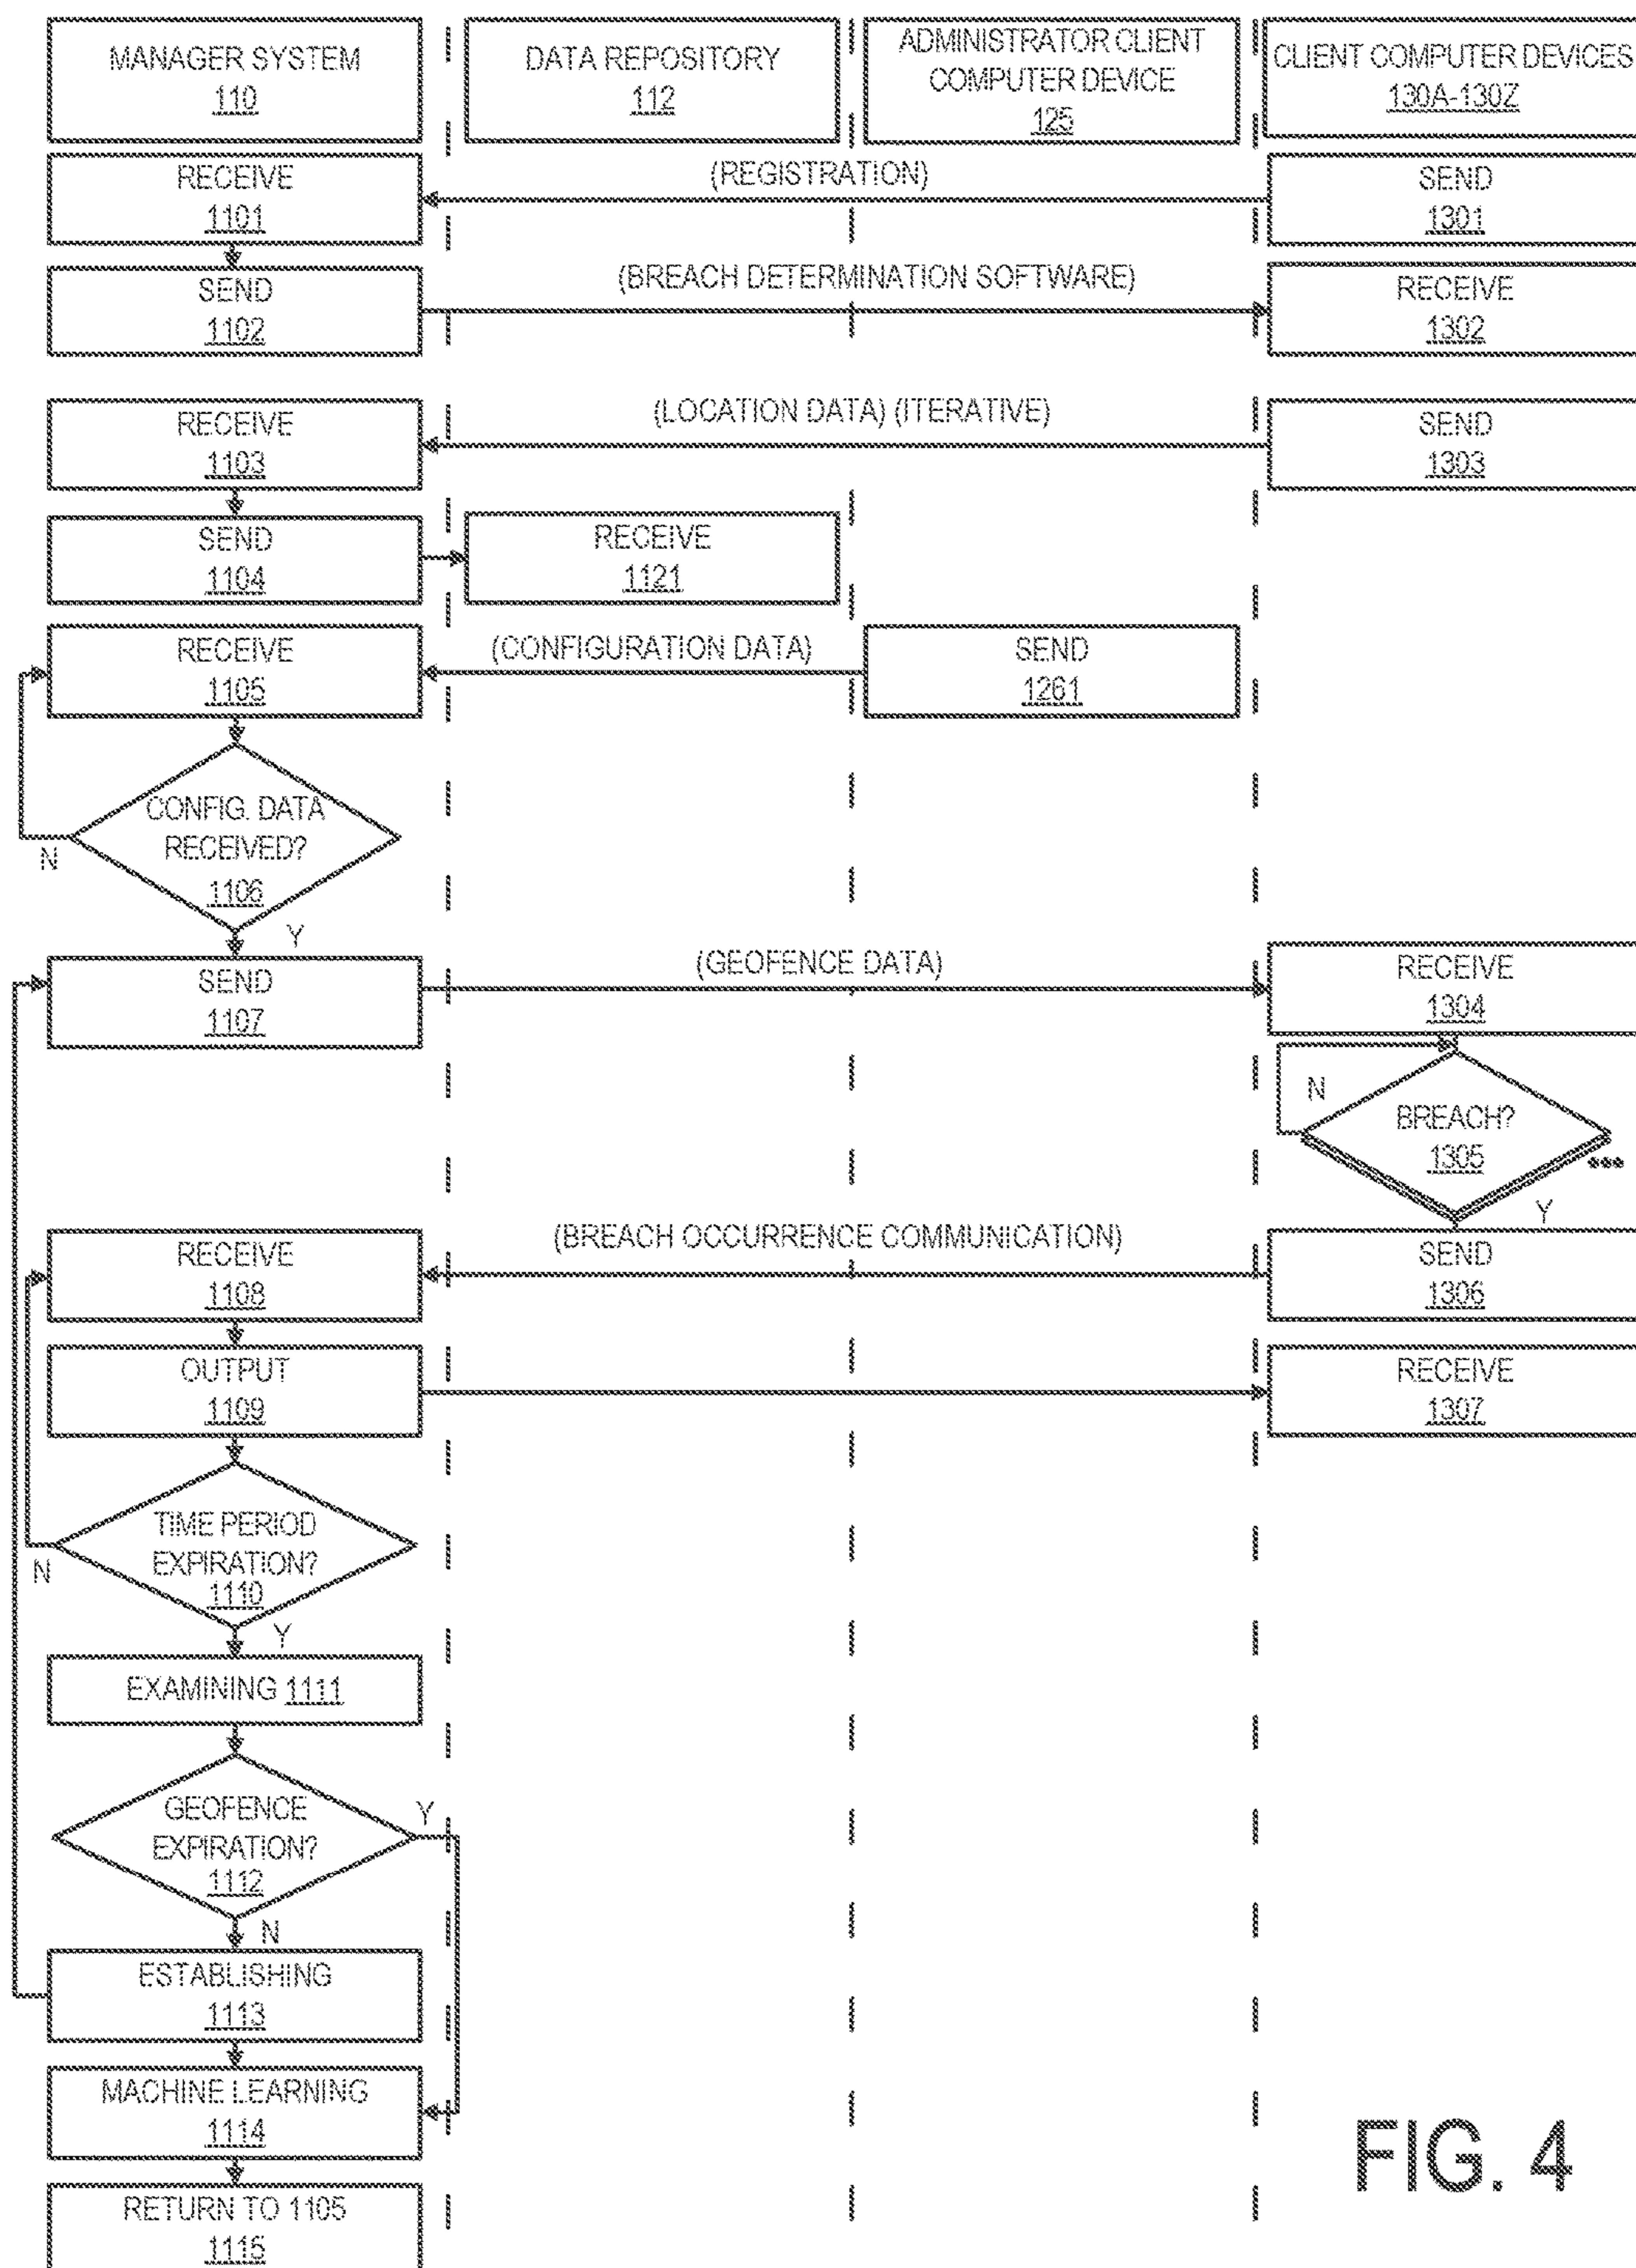 MANAGER SYSTEM
110
DATA REPOSITORY
112
ADMINISTRATOR CLIENT
COMPUTER DEVICE
125
CLIENT COMPUTER DEVICES
130A-130Z
RECEIVE
1101
(REGISTRATION)
SEND
1301
SEND
1102
(BREACH DETERMINATION SOFTWARE)
RECEIVE
1302
RECEIVE
1103
(LOCATION DATA) (ITERATIVE)
SEND
1303
SEND
1104
RECEIVE
1121
RECEIVE
1105
(CONFIGURATION DATA)
SEND
1261
CONFIG. DATA
RECEIVED?
1106
N
Y
SEND
1107
(GEOFENCE DATA)
RECEIVE
1304
N
BREACH?
1305
Y
RECEIVE
1108
(BREACH OCCURRENCE COMMUNICATION)
SEND
1306
OUTPUT
1109
RECEIVE
1307
TIME PERIOD
EXPIRATION?
1110
N
Y
EXAMINING 1111
GEOFENCE
EXPIRATION?
1112
Y
N
ESTABLISHING
1113
MACHINE LEARNING
1114
RETURN TO 1105
1115
FIG. 4